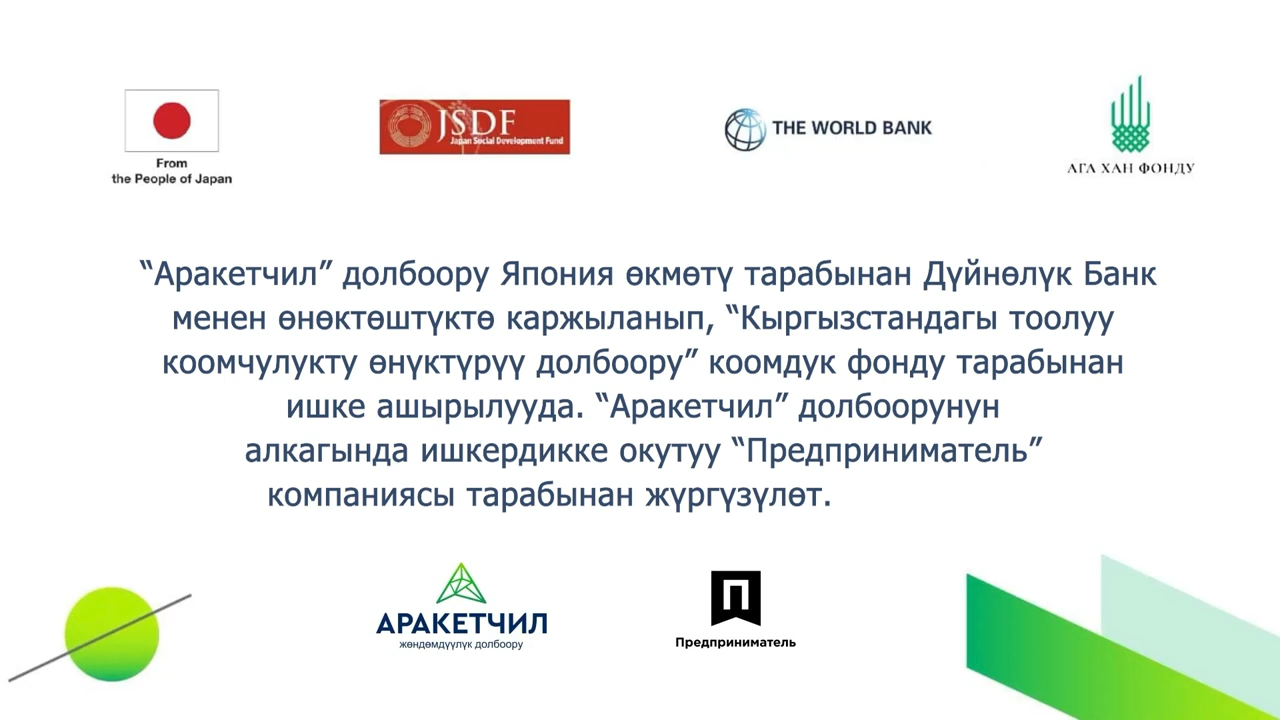 From
the People of Japan
JSDF
Japan Social Development Fund
THE WORLD BANK
АГА ХАН ФОНДУ
“Аракетчил” долбоору Япония өкмөтү тарабынан Дүйнөлүк Банк
менен өнөктөштүктө каржыланып, “Кыргызстандагы тоолуу
коомчулукту өнүктүрүү долбоору” коомдук фонду тарабынан
ишке ашырылууда. “Аракетчил” долбоорунун
алкагында ишкердикке окутуу “Предприниматель”
компаниясы тарабынан жүргүзүлөт.
АРАКЕТЧИЛ
жөндөмдүүлүк долбоору
П
Предприниматель